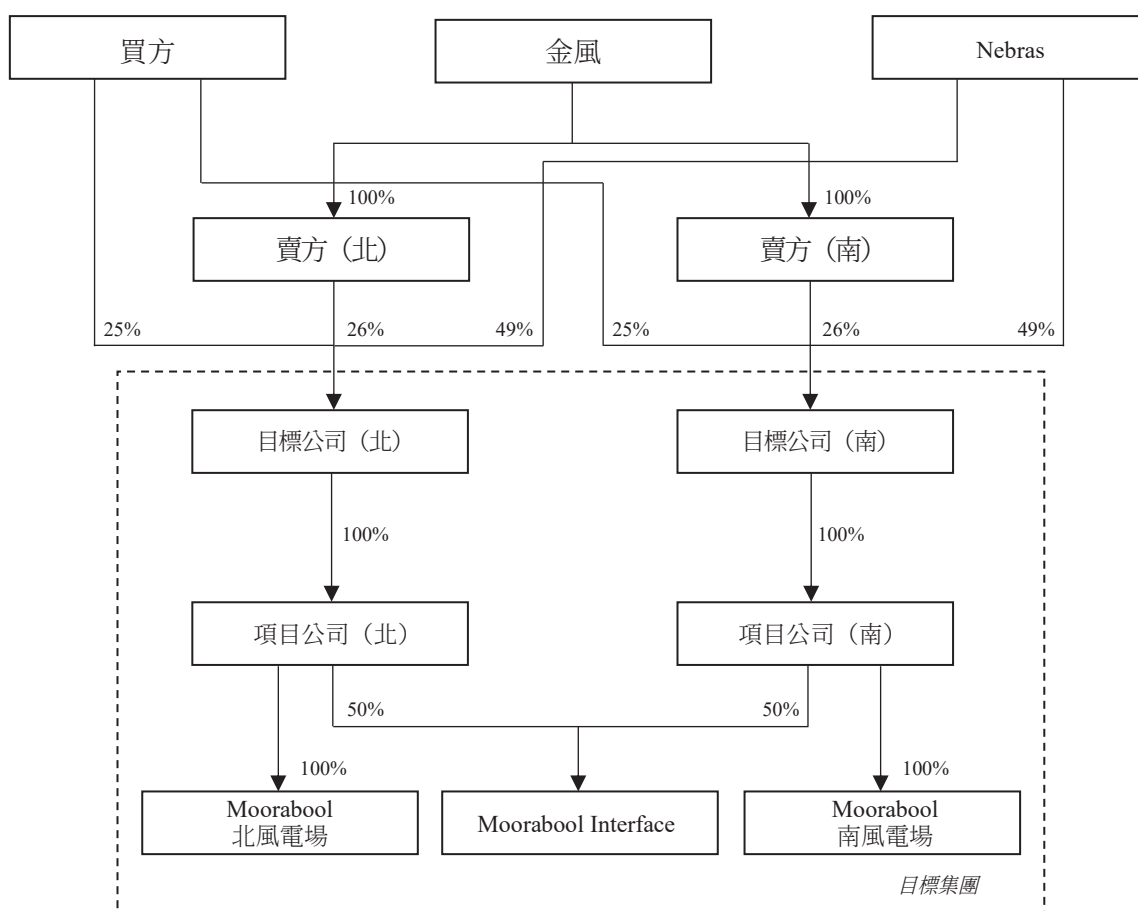 買方
金風
Nebras
100%
100%
賣方（北）
賣方（南）
25%
26%
49%
25%
26%
49%
目標公司（北）
目標公司（南）
100%
100%
項目公司（北）
項目公司（南）
50%
50%
100%
100%
Moorabool
北風電場
Moorabool Interface
Moorabool
南風電場
目標集團